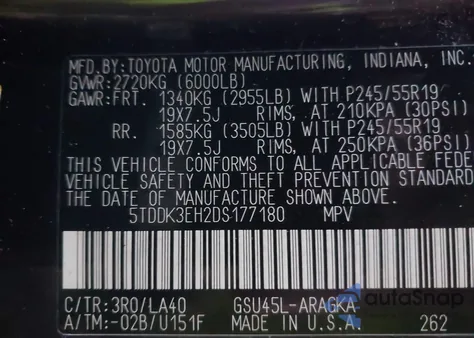 MFD.BY:TOYOTA MOTOR MANUFACTURING, INDIANA, INC.
GVWR:2720KG (6000LB)
GAWR:FRT. 1340KG (2955LB) WITH P245/55R19
19X7.5J RIMS, AT 210KPA (30PSI)
RR. 1585KG (3505LB) WITH P245/55R19
19X7.5J RIMS, AT 250KPA (36PSI)
THIS VEHICLE CONFORMS TO ALL APPLICABLE FEDE
VEHICLE SAFETY AND THEFT PREVENTION STANDARD
THE DATE OF MANUFACTURE SHOWN ABOVE.
5TDDK3EH2DS177180 MPV
C/TR:3R0/LA40 GSU45L-ARAGKA
A/TM:-02B/U151F MADE IN U.S.A. 262
AutoSnap